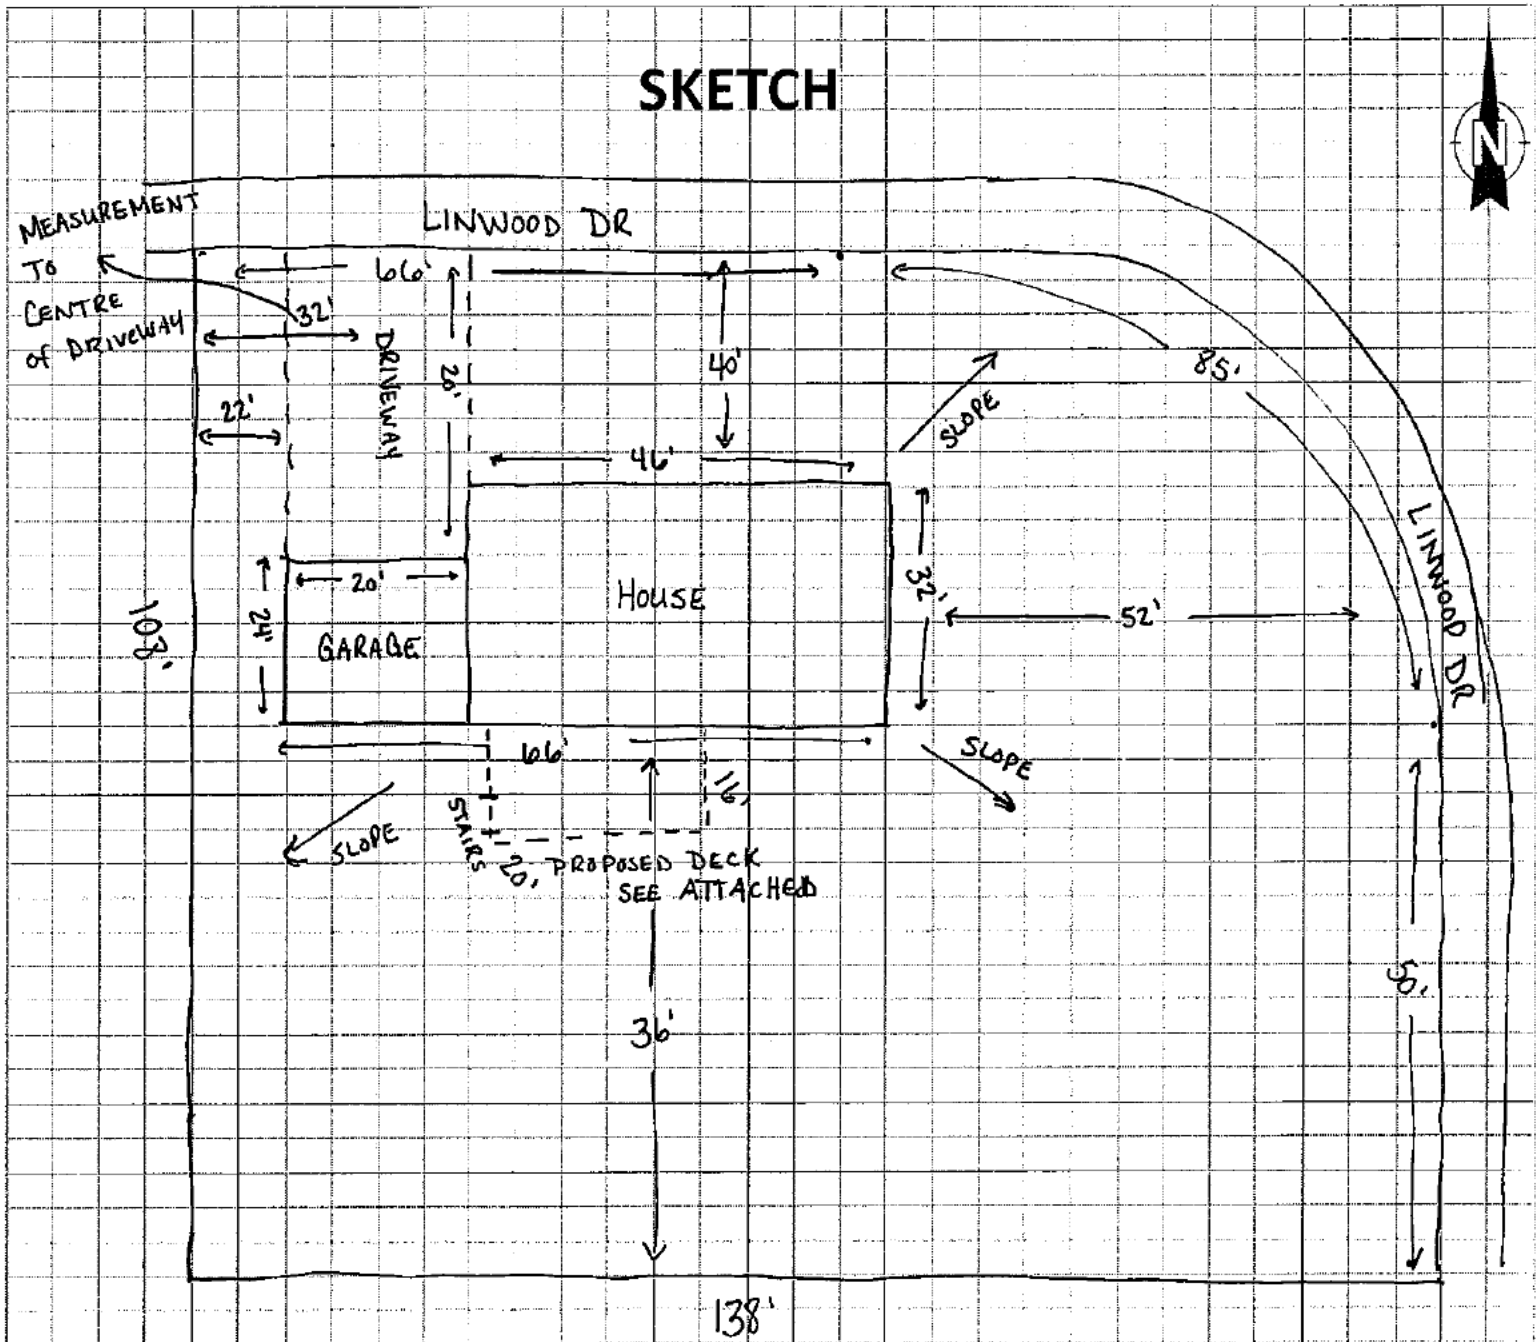 SKETCH
N
MEASUREMENT
TO
CENTRE
of DRIVEWAY
LINWOOD DR
66'
32'
DRIVEWAY
20'
40'
85'
SLOPE
22'
46'
LINWOOD DR
108'
24'
20'
GARAGE
HOUSE
32'
52'
66'
16'
SLOPE
SLOPE
STAIRS
20'
PROPOSED DECK
SEE ATTACHED
36'
138'